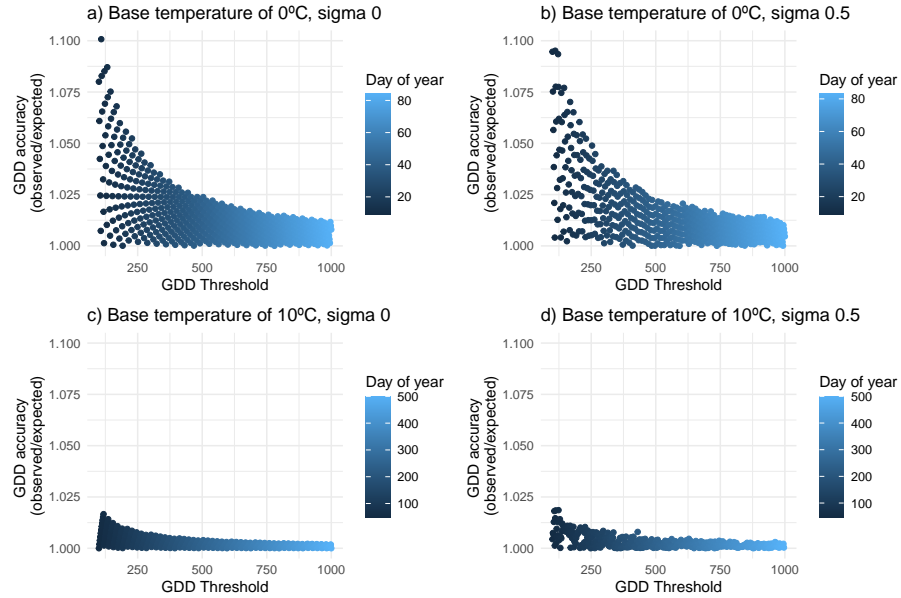 a) Base temperature of 0ºC, sigma 0
GDD accuracy
(observed/expected)
1.100
1.075
1.050
1.025
1.000
250
500
750
1000
GDD Threshold
Day of year
80
60
40
20
b) Base temperature of 0ºC, sigma 0.5
GDD accuracy
(observed/expected)
1.100
1.075
1.050
1.025
1.000
250
500
750
1000
GDD Threshold
Day of year
80
60
40
20
c) Base temperature of 10ºC, sigma 0
GDD accuracy
(observed/expected)
1.100
1.075
1.050
1.025
1.000
250
500
750
1000
GDD Threshold
Day of year
500
400
300
200
100
d) Base temperature of 10ºC, sigma 0.5
GDD accuracy
(observed/expected)
1.100
1.075
1.050
1.025
1.000
250
500
750
1000
GDD Threshold
Day of year
500
400
300
200
100